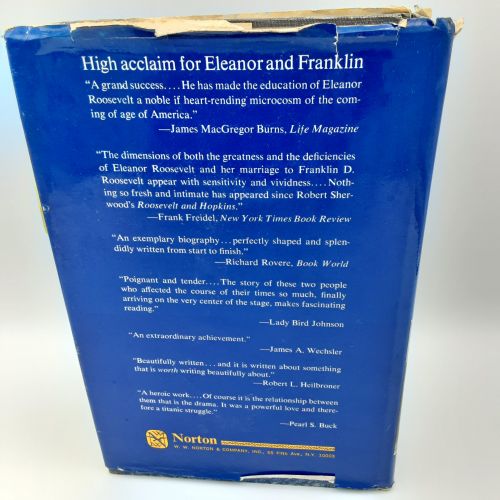 High acclaim for Eleanor and Franklin
“A grand success....He has made the education of Eleanor
Roosevelt a noble if heart-rending microcosm of the com-
ing of age of America.”
—James MacGregor Burns, Life Magazine
“The dimensions of both the greatness and the deficiencies
of Eleanor Roosevelt and her marriage to Franklin D.
Roosevelt appear with sensitivity and vividness....Noth-
ing so fresh and intimate has appeared since Robert Sher-
wood's Roosevelt and Hopkins.”
—Frank Freidel, New York Times Book Review
“An exemplary biography...perfectly shaped and splen-
didly written from start to finish.”
—Richard Rovere, Book World
“Poignant and tender....The story of these two people
who affected the course of their times so much, finally
arriving on the very center of the stage, makes fascinating
reading.”
—Lady Bird Johnson
“An extraordinary achievement.”
—James A. Wechsler
“Beautifully written...and it is written about something
that is worth writing beautifully about.”
—Robert L. Heilbroner
“A heroic work....Of course it is the relationship between
them that is the drama. It was a powerful love and there-
fore a titanic struggle.”
—Pearl S. Buck
Norton
W. W. NORTON & COMPANY, INC., 55 Fifth Ave., N.Y. 10003